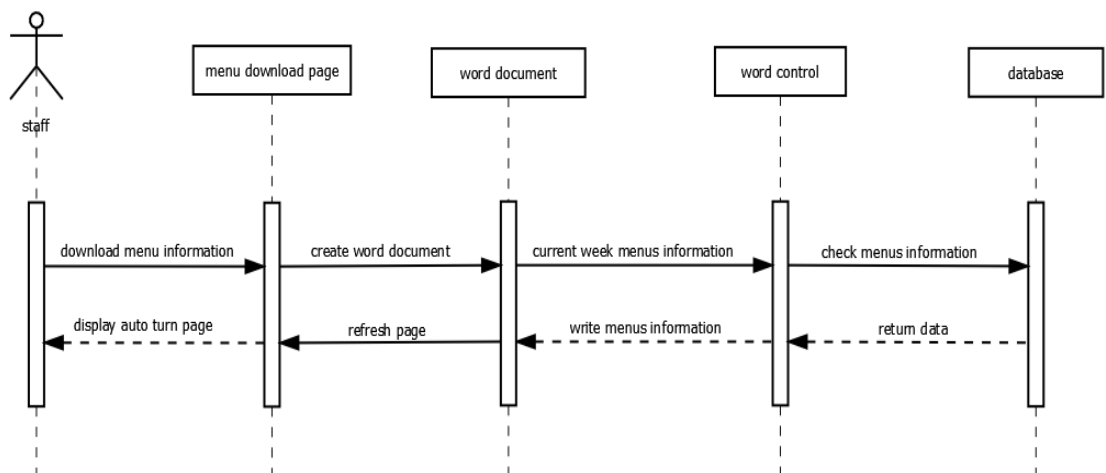 menu download page
word document
word control
database
staff
download menu information
create word document
current week menus information
check menus information
display auto turn page
refresh page
write menus information
return data